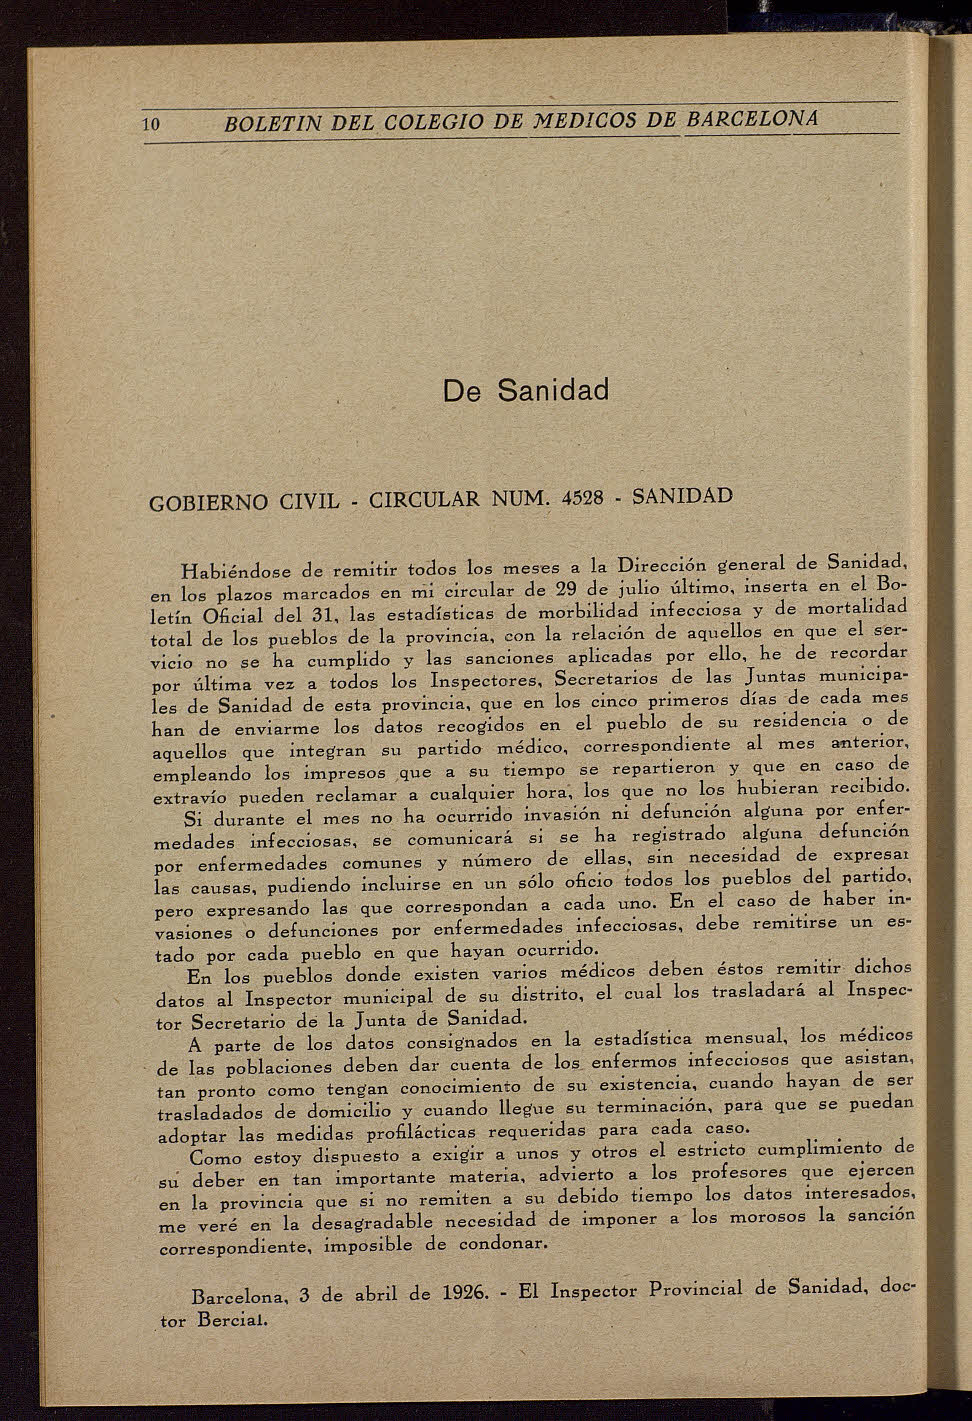 10 BOLETIN DEL COLEGIO DE MEDICOS DE BARCELONA
De Sanidad
GOBIERNO CIVIL - CIRCULAR NUM. 4528 - SANIDAD
Habiéndose de remitir todos los meses a la Dirección general de Sanidad,
en los plazos marcados en mi circular de 29 de julio último, inserta en el Bo-
letín Oficial del 31, las estadísticas de morbilidad infecciosa y de mortalidad
total de los pueblos de la provincia, con la relación de aquellos en que el ser-
vicio no se ha cumplido y las sanciones aplicadas por ello, he de recordar
por última vez a todos los Inspectores, Secretarios de las Juntas municipa-
les de Sanidad de esta provincia, que en los cinco primeros días de cada mes
han de enviarme los datos recogidos en el pueblo de su residencia o de
aquellos que integran su partido médico, correspondiente al mes anterior,
empleando los impresos que a su tiempo se repartieron y que en caso de
extravío pueden reclamar a cualquier hora, los que no los hubieran recibido.
Si durante el mes no ha ocurrido invasión ni defunción alguna por enfer-
medades infecciosas, se comunicará si se ha registrado alguna defunción
por enfermedades comunes y número de ellas, sin necesidad de expresar
las causas, pudiendo incluirse en un sólo oficio todos los pueblos del partido,
pero expresando las que correspondan a cada uno. En el caso de haber in-
vasiones o defunciones por enfermedades infecciosas, debe remitirse un es-
tado por cada pueblo en que hayan ocurrido.
En los pueblos donde existen varios médicos deben éstos remitir dichos
datos al Inspector municipal de su distrito, el cual los trasladará al Inspec-
tor Secretario de la Junta de Sanidad.
A parte de los datos consignados en la estadística mensual, los médicos
de las poblaciones deben dar cuenta de los enfermos infecciosos que asistan,
tan pronto como tengan conocimiento de su existencia, cuando hayan de ser
trasladados de domicilio y cuando llegue su terminación, para que se puedan
adoptar las medidas profilácticas requeridas para cada caso.
Como estoy dispuesto a exigir a unos y otros el estricto cumplimiento de
su deber en tan importante materia, advierto a los profesores que ejercen
en la provincia que si no remiten a su debido tiempo los datos interesados,
me veré en la desagradable necesidad de imponer a los morosos la sanción
correspondiente, imposible de condonar.
Barcelona, 3 de abril de 1926. - El Inspector Provincial de Sanidad, doc-
tor Bercial.